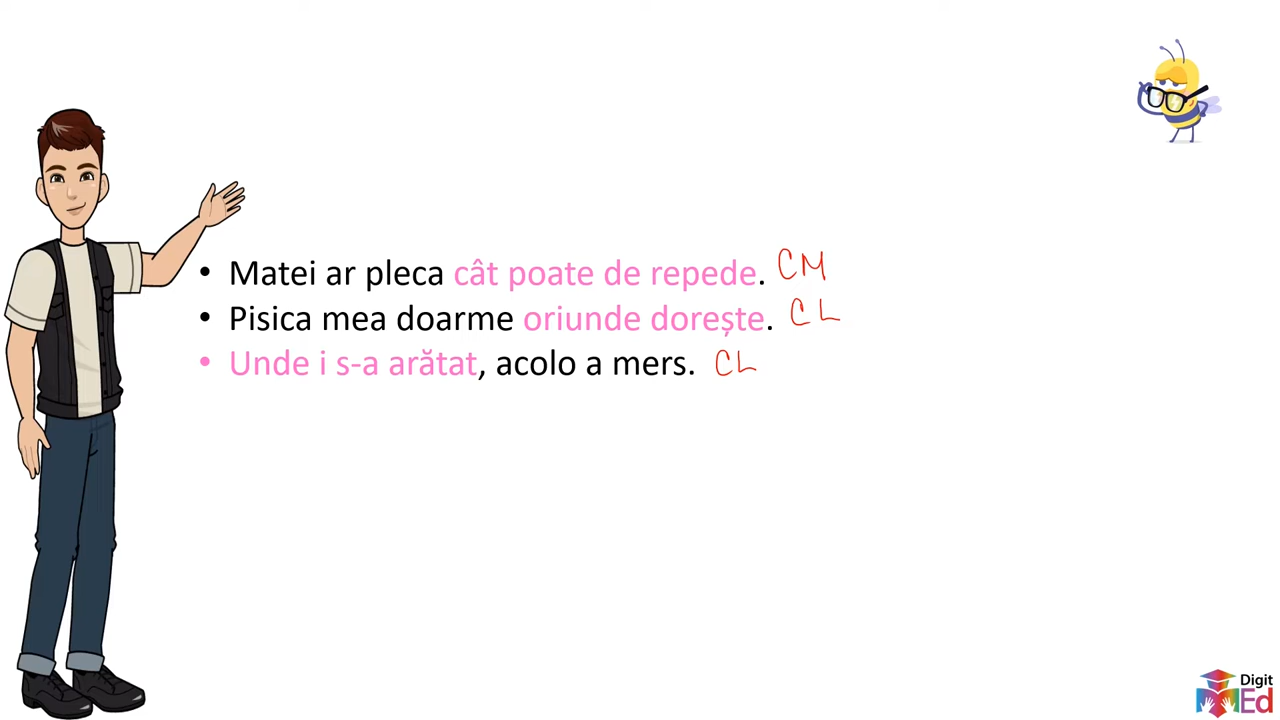 • Matei ar pleca cât poate de repede. CM
• Pisica mea doarme oriunde dorește. CL
• Unde i s-a arătat, acolo a mers. CL
Digit
Ed